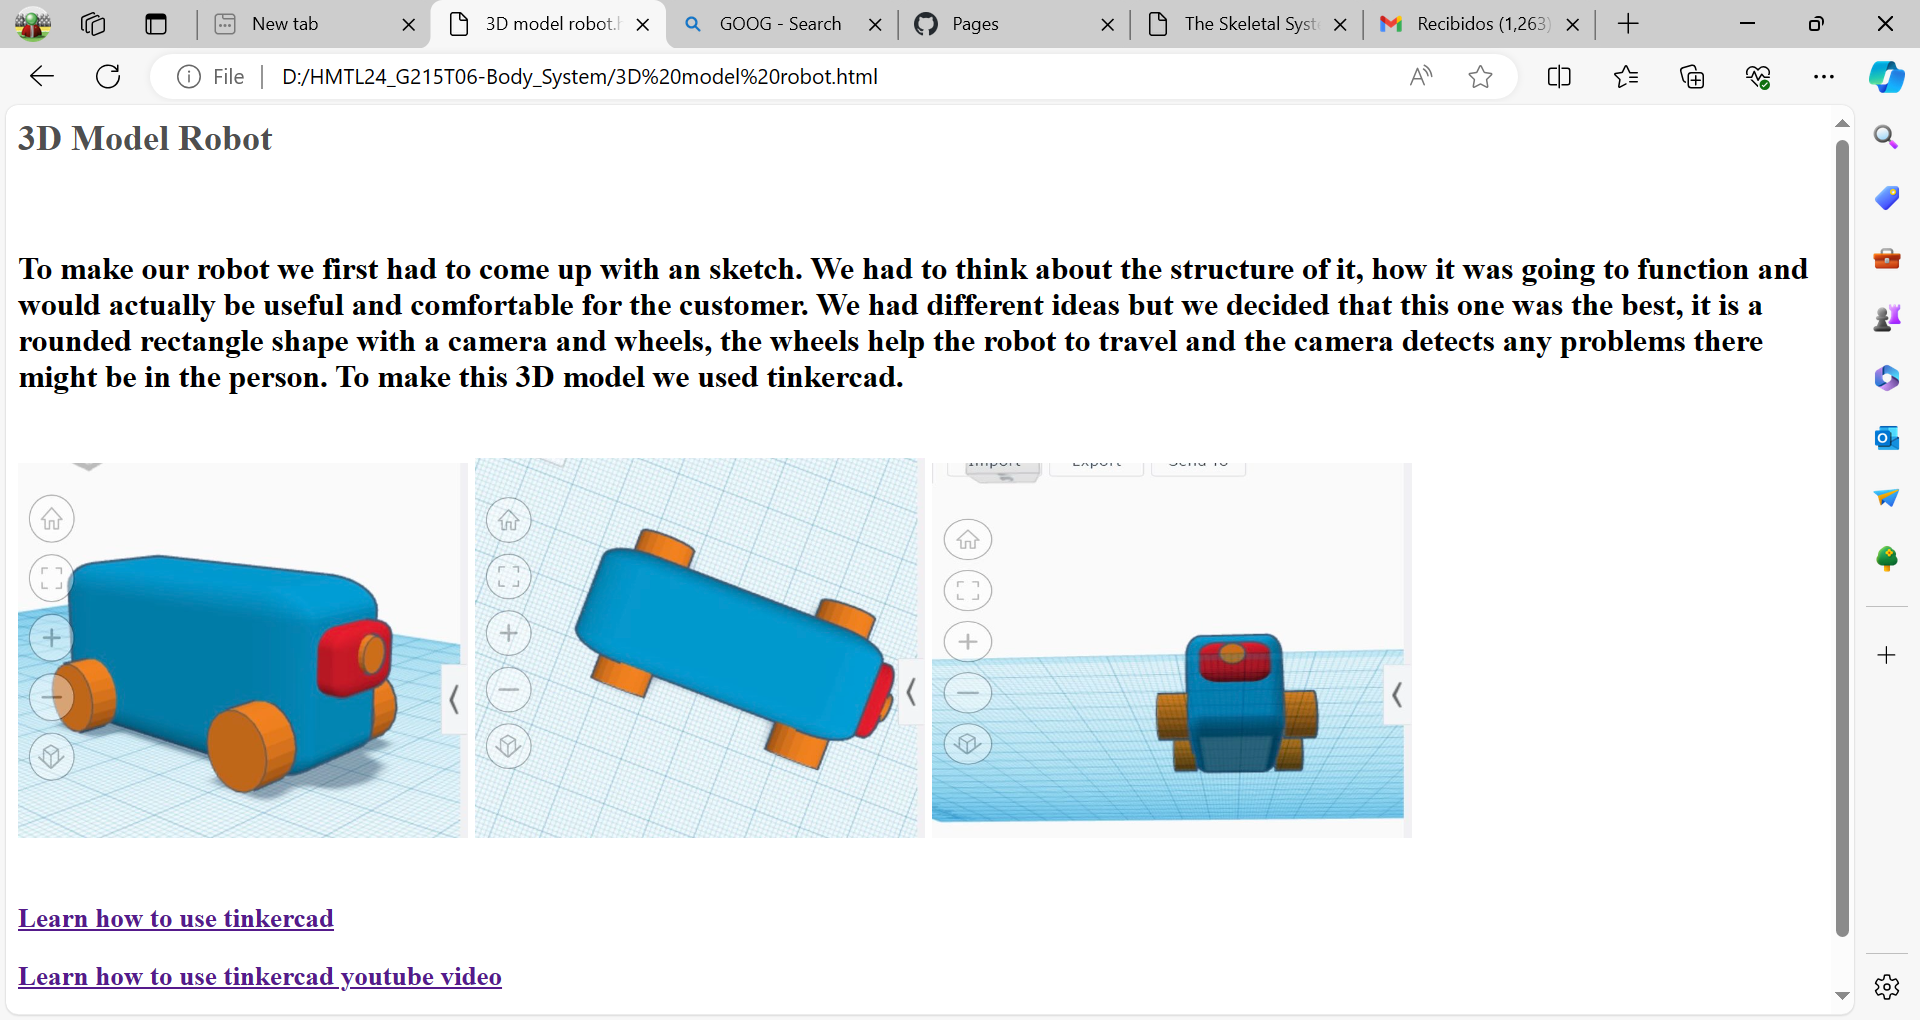 New tab
3D model robot.h
GOOG - Search
Pages
The Skeletal Syst
Recibidos (1,263)
File
D:/HMTL24_G215T06-Body_System/3D%20model%20robot.html
3D Model Robot
To make our robot we first had to come up with an sketch. We had to think about the structure of it, how it was going to function and
would actually be useful and comfortable for the customer. We had different ideas but we decided that this one was the best, it is a
rounded rectangle shape with a camera and wheels, the wheels help the robot to travel and the camera detects any problems there
might be in the person. To make this 3D model we used tinkercad.
Import Export Send To
Learn how to use tinkercad
Learn how to use tinkercad youtube video